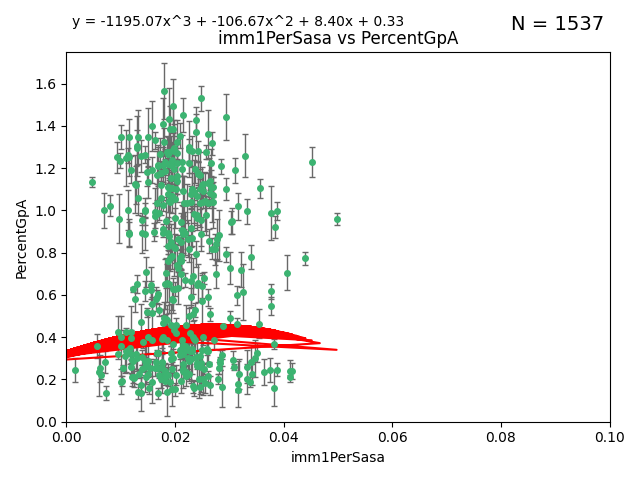 y = -1195.07x^3 + -106.67x^2 + 8.40x + 0.33
N = 1537
imm1PerSasa vs PercentGpA
PercentGpA
1.6
1.4
1.2
1.0
0.8
0.6
0.4
0.2
0.0
0.00 0.02 0.04 0.06 0.08 0.10
imm1PerSasa